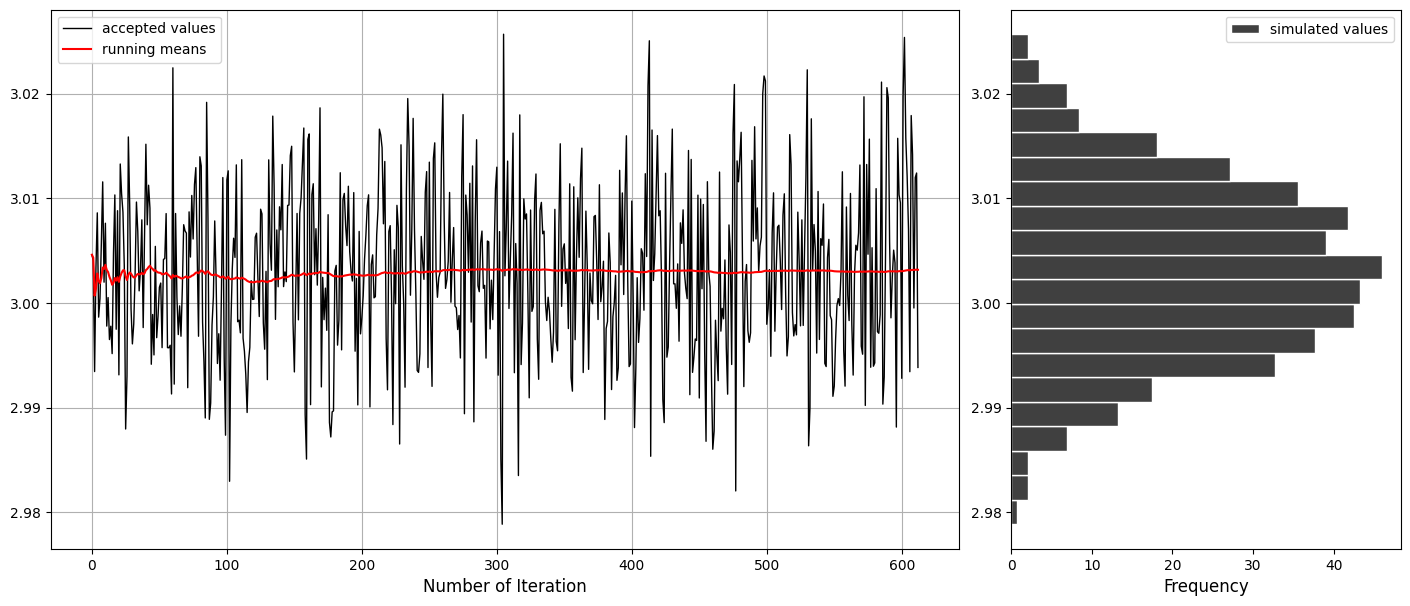 accepted values
running means
3.02
3.01
3.00
2.99
2.98
0 100 200 300 400 500 600
Number of Iteration
simulated values
3.02
3.01
3.00
2.99
2.98
0 10 20 30 40
Frequency